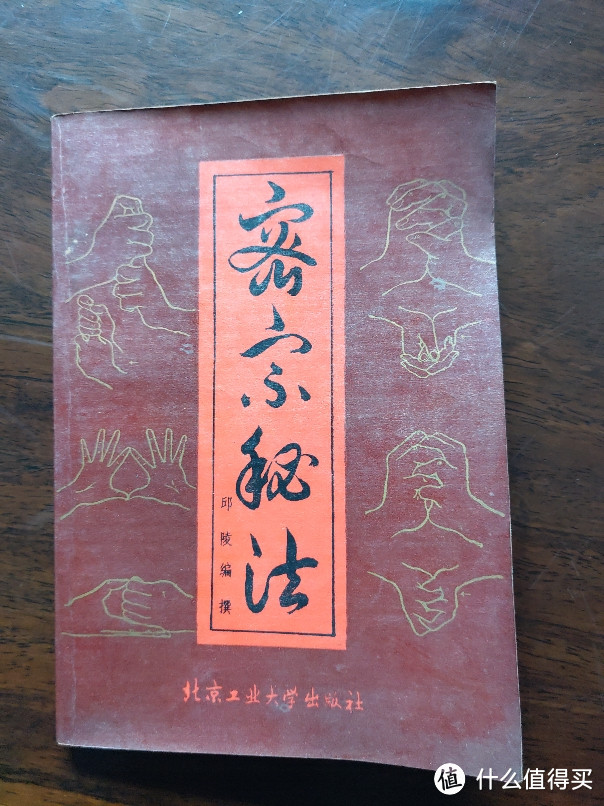 密宗秘法
邱陵编撰
北京工业大学出版社
值 什么值得买